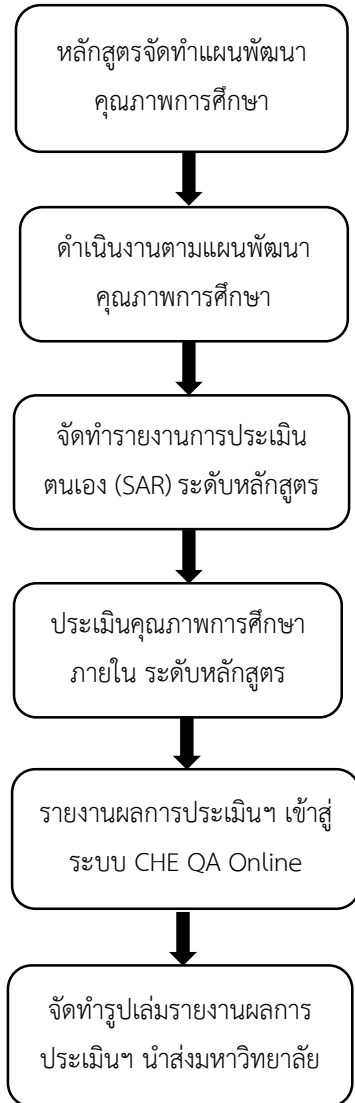 หลักสูตรจัดทำแผนพัฒนา
คุณภาพการศึกษา
ดำเนินงานตามแผนพัฒนา
คุณภาพการศึกษา
จัดทำรายงานการประเมิน
ตนเอง (SAR) ระดับหลักสูตร
ประเมินคุณภาพการศึกษา
ภายใน ระดับหลักสูตร
รายงานผลการประเมินฯ เข้าสู่
ระบบ CHE QA Online
จัดทำรูปเล่มรายงานผลการ
ประเมินฯ นำส่งมหาวิทยาลัย